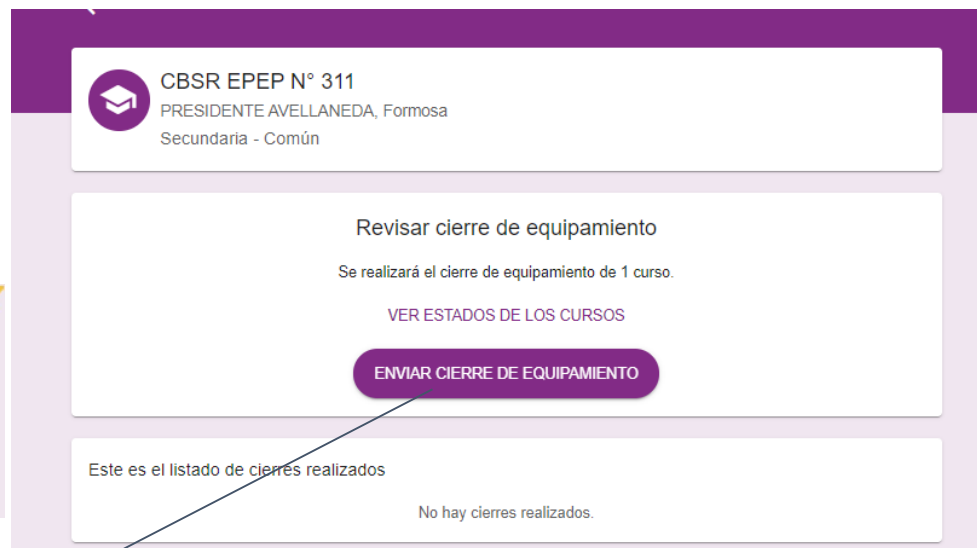 CBSR EPEP N° 311
PRESIDENTE AVELLANEDA, Formosa
Secundaria - Común
Revisar cierre de equipamiento
Se realizará el cierre de equipamiento de 1 curso.
VER ESTADOS DE LOS CURSOS
ENVIAR CIERRE DE EQUIPAMIENTO
Este es el listado de cierres realizados
No hay cierres realizados.